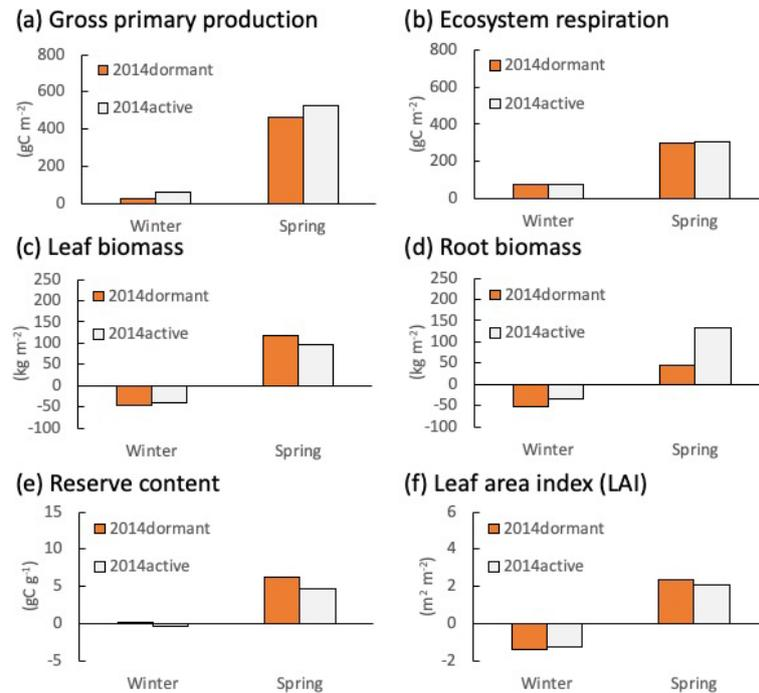 (a) Gross primary production
800
600
400
200
0
(gC m⁻²)
2014dormant
2014active
Winter
Spring
(b) Ecosystem respiration
800
600
400
200
0
(gC m⁻²)
2014dormant
2014active
Winter
Spring
(c) Leaf biomass
250
200
150
100
50
0
-50
-100
(kg m⁻²)
2014dormant
2014active
Winter
Spring
(d) Root biomass
250
200
150
100
50
0
-50
-100
(kg m⁻²)
2014dormant
2014active
Winter
Spring
(e) Reserve content
15
10
5
0
-5
(gC g⁻¹)
2014dormant
2014active
Winter
Spring
(f) Leaf area index (LAI)
6
4
2
0
-2
(m² m⁻²)
2014dormant
2014active
Winter
Spring